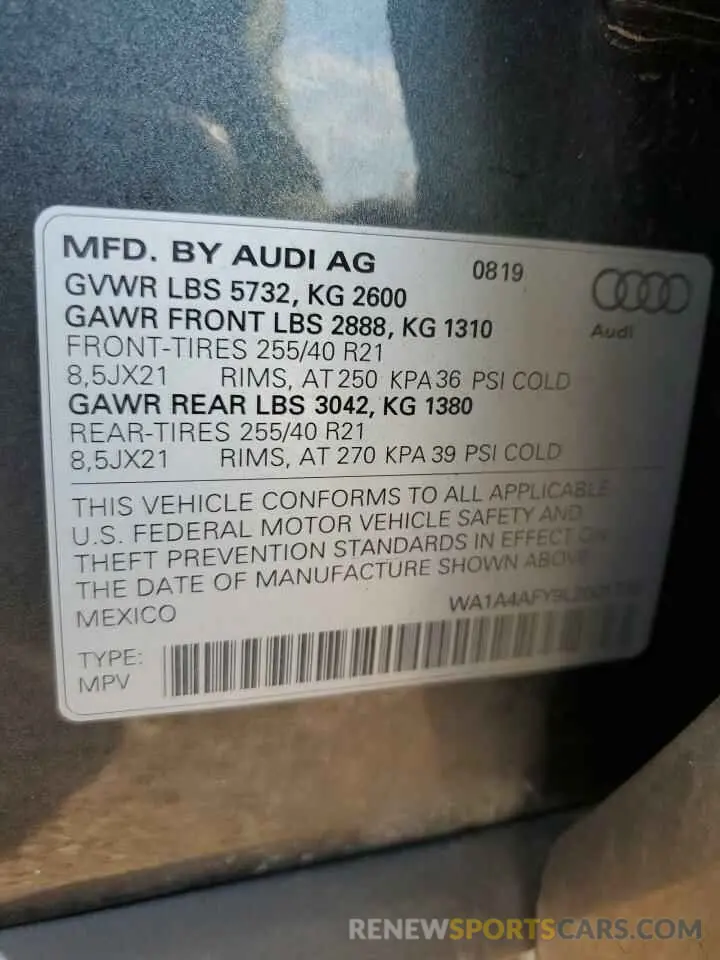 MFD. BY AUDI AG 0819
GVWR LBS 5732, KG 2600
GAWR FRONT LBS 2888, KG 1310
Audi
FRONT-TIRES 255/40 R21
8,5JX21 RIMS, AT 250 KPA 36 PSI COLD
GAWR REAR LBS 3042, KG 1380
REAR-TIRES 255/40 R21
8,5JX21 RIMS, AT 270 KPA 39 PSI COLD
THIS VEHICLE CONFORMS TO ALL APPLICABLE
U.S. FEDERAL MOTOR VEHICLE SAFETY AND
THEFT PREVENTION STANDARDS IN EFFECT ON
THE DATE OF MANUFACTURE SHOWN ABOVE
MEXICO
TYPE:
MPV
RENEWSPORTSCARS.COM